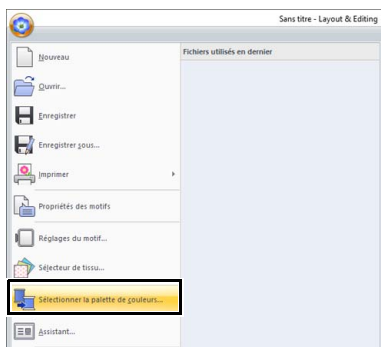 Sans titre - Layout & Editing
Nouveau
Fichiers utilisés en dernier
Ouvrir...
Enregistrer
Enregistrer sous...
Imprimer
Propriétés des motifs
Réglages du motif...
Sélecteur de tissu...
Sélectionner la palette de couleurs...
Assistant...